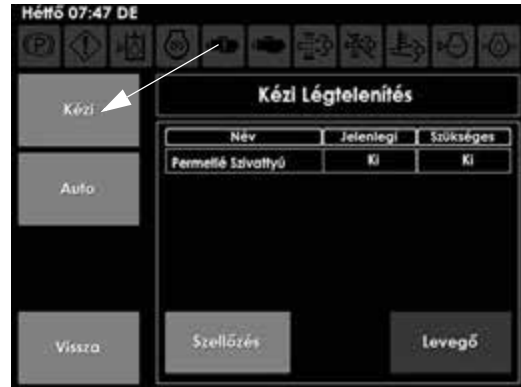 Hétfő 07:47 DE
Kézi
Kézi Légtelenítés
Név Jelenlegi Szükséges
Permetlé Szivattyú Ki Ki
Auto
Vissza
Szellőzés
Levegő